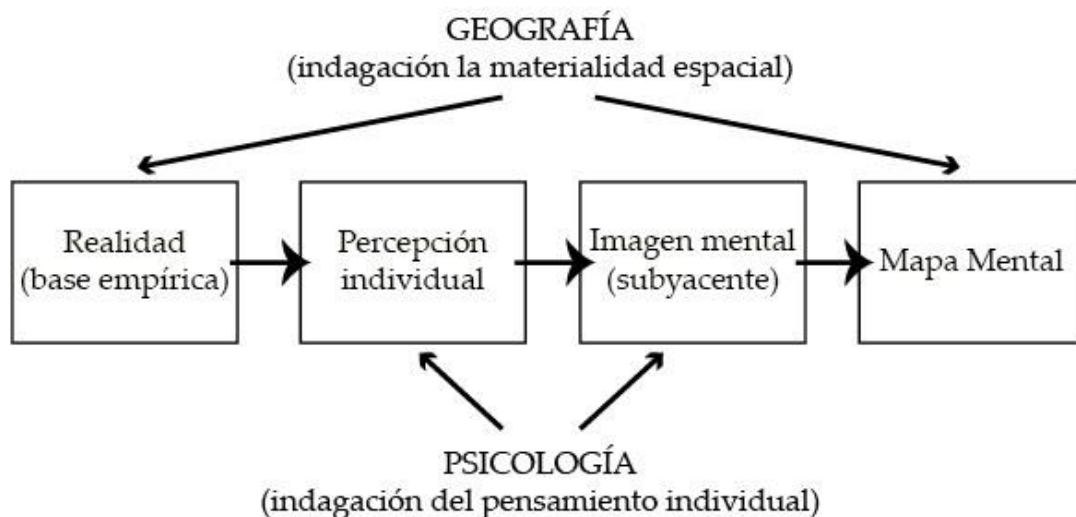 GEOGRAFÍA
(indagación la materialidad espacial)
Realidad
(base empírica)
Percepción
individual
Imagen mental
(subyacente)
Mapa Mental
PSICOLOGÍA
(indagación del pensamiento individual)